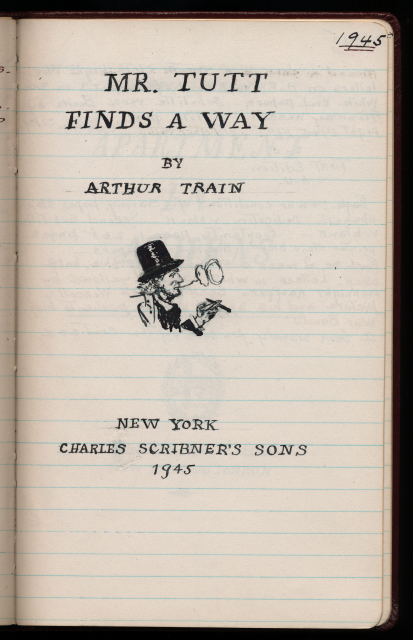 1945
MR. TUTT
FINDS A WAY
BY
ARTHUR TRAIN
NEW YORK
CHARLES SCRIBNER'S SONS
1945